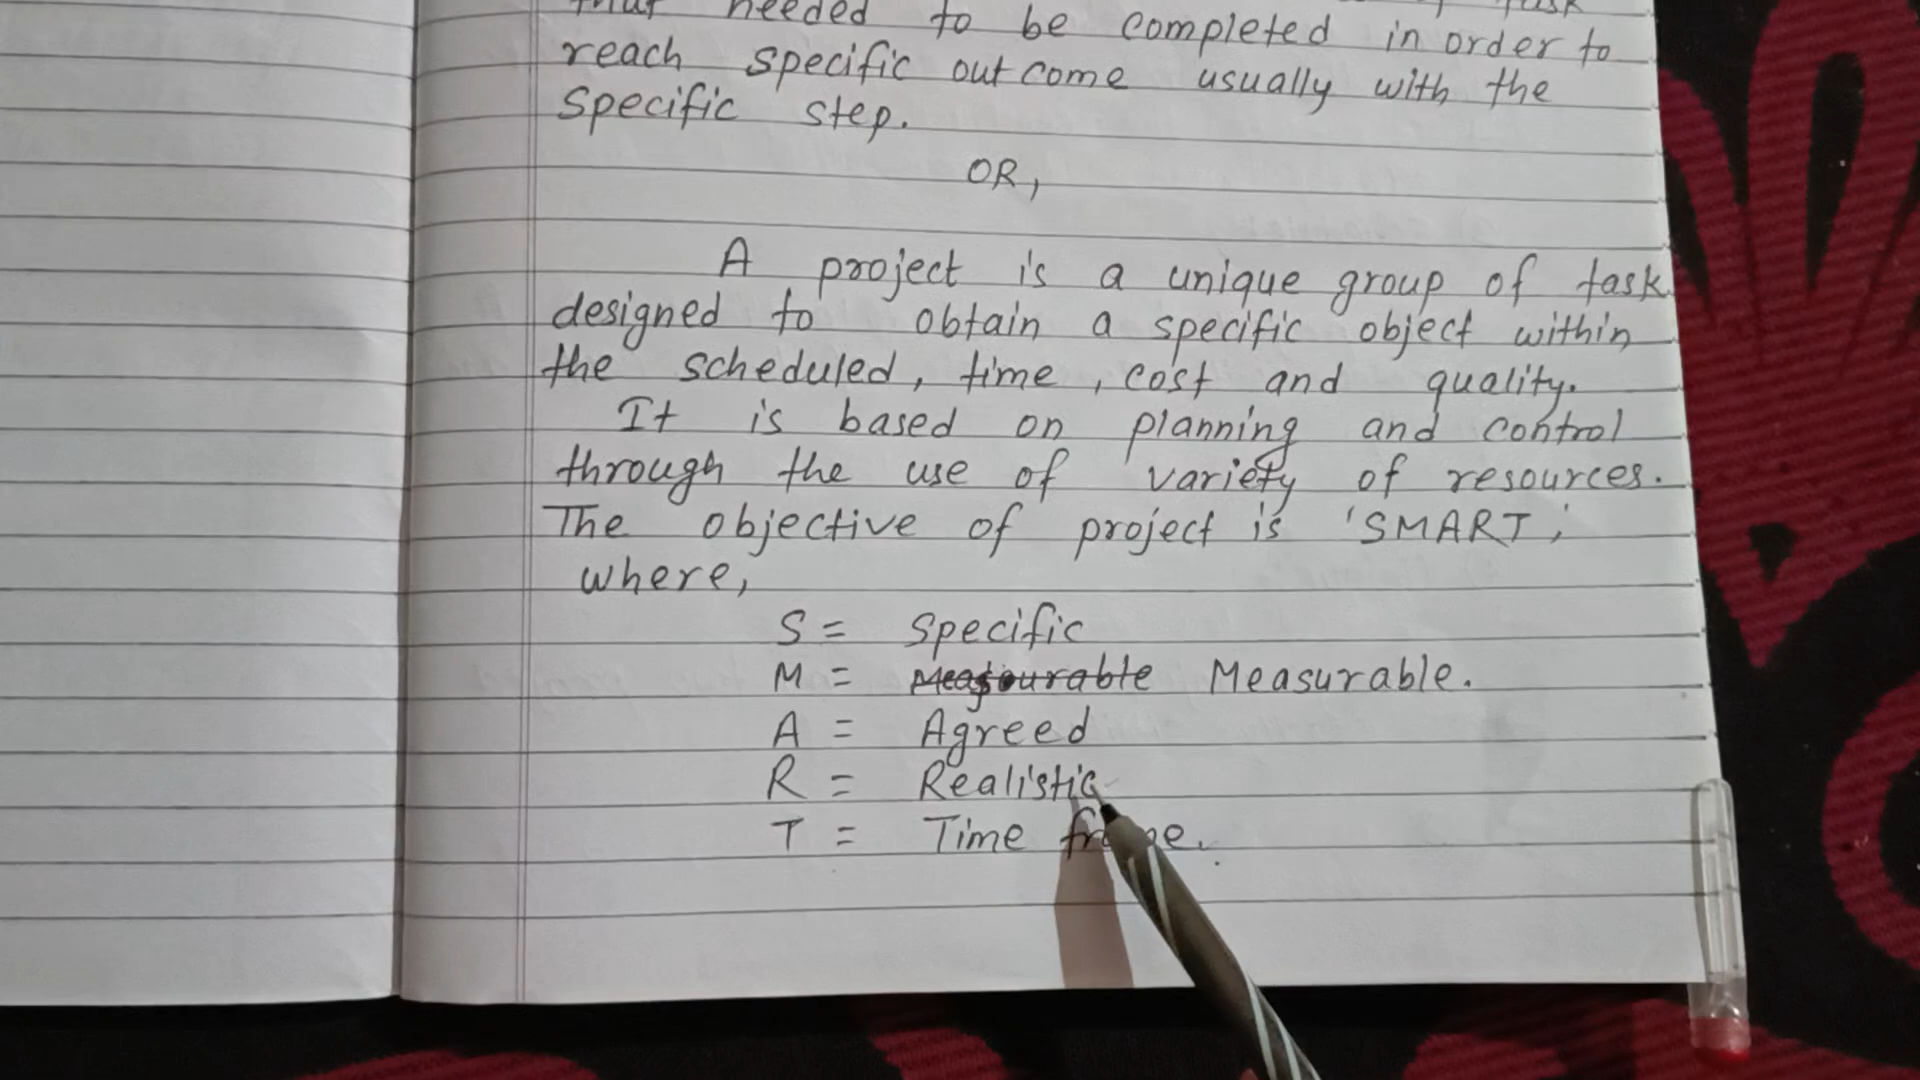 needed to be completed in order to
reach specific outcome usually with the
specific step.
OR,
A project is a unique group of task
designed to obtain a specific object within
the scheduled, time, cost and quality.
It is based on planning and control
through the use of variety of resources.
The objective of project is 'SMART,'
where,
S = Specific
M = Measurable.
A = Agreed
R = Realistic
T = Time